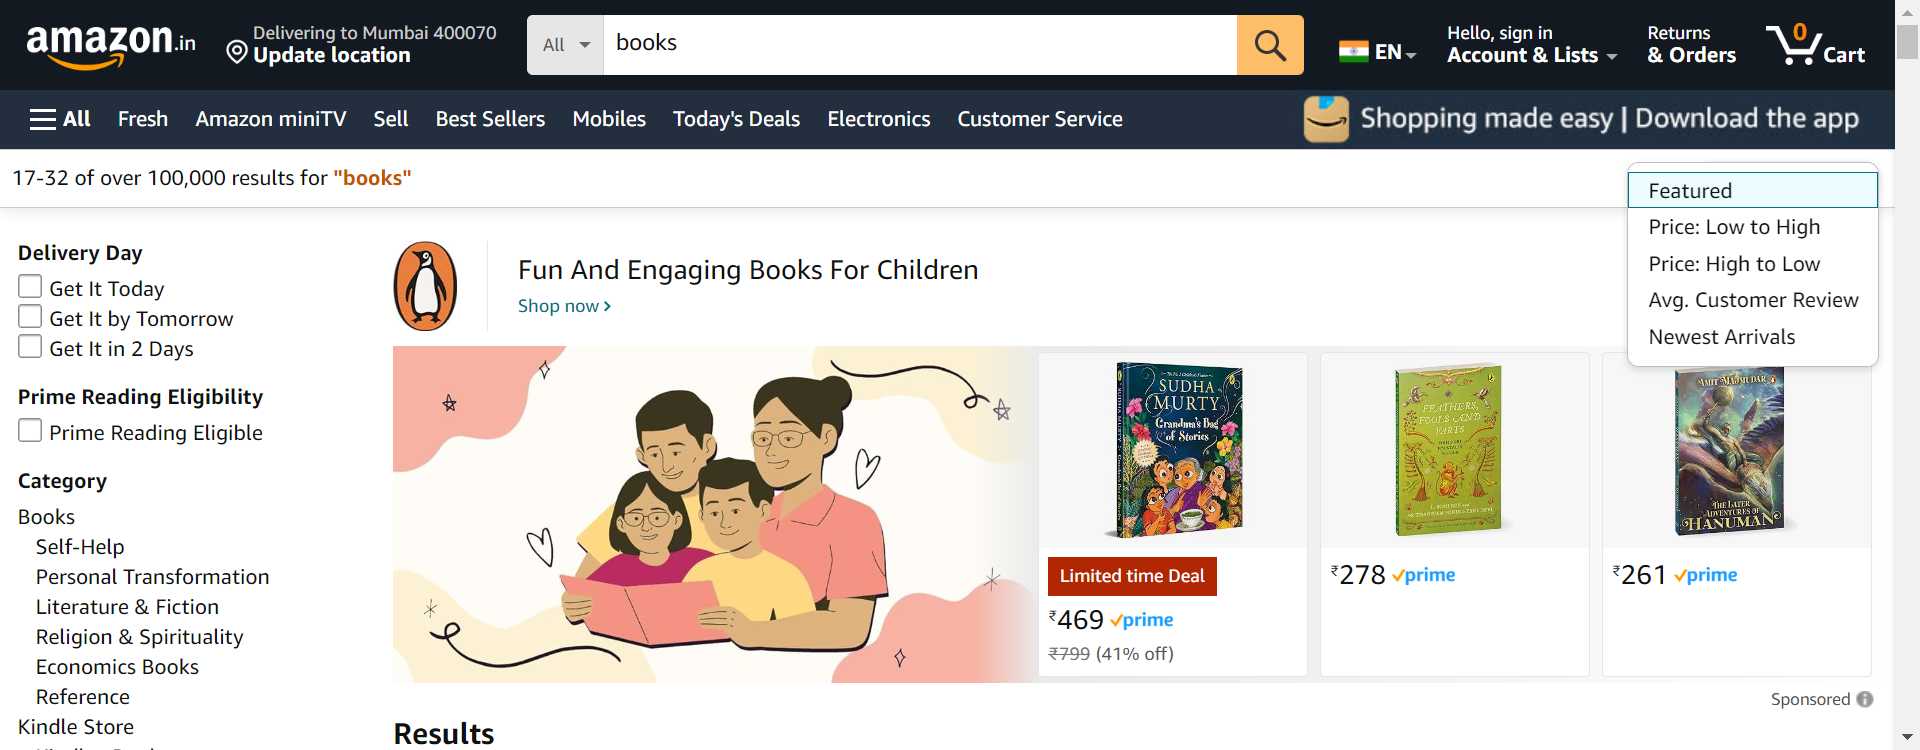 amazon.in
Delivering to Mumbai 400070
Update location
All
books
EN
Hello, sign in
Account & Lists
Returns
& Orders
0
Cart
All
Fresh
Amazon miniTV
Sell
Best Sellers
Mobiles
Today's Deals
Electronics
Customer Service
Shopping made easy | Download the app
17-32 of over 100,000 results for "books"
Featured
Price: Low to High
Price: High to Low
Avg. Customer Review
Newest Arrivals
Delivery Day
Get It Today
Get It by Tomorrow
Get It in 2 Days
Prime Reading Eligibility
Prime Reading Eligible
Category
Books
Self-Help
Personal Transformation
Literature & Fiction
Religion & Spirituality
Economics Books
Reference
Kindle Store
Fun And Engaging Books For Children
Shop now
SUDHA
MURTY
Grandma's Bag
of Stories
Limited time Deal
₹469 prime
₹799 (41% off)
FEATHERS,
FOOLS AND
FARTS
₹278 prime
AMIT MAJMUDAR
THE LATER
ADVENTURES OF
HANUMAN
₹261 prime
Sponsored
Results